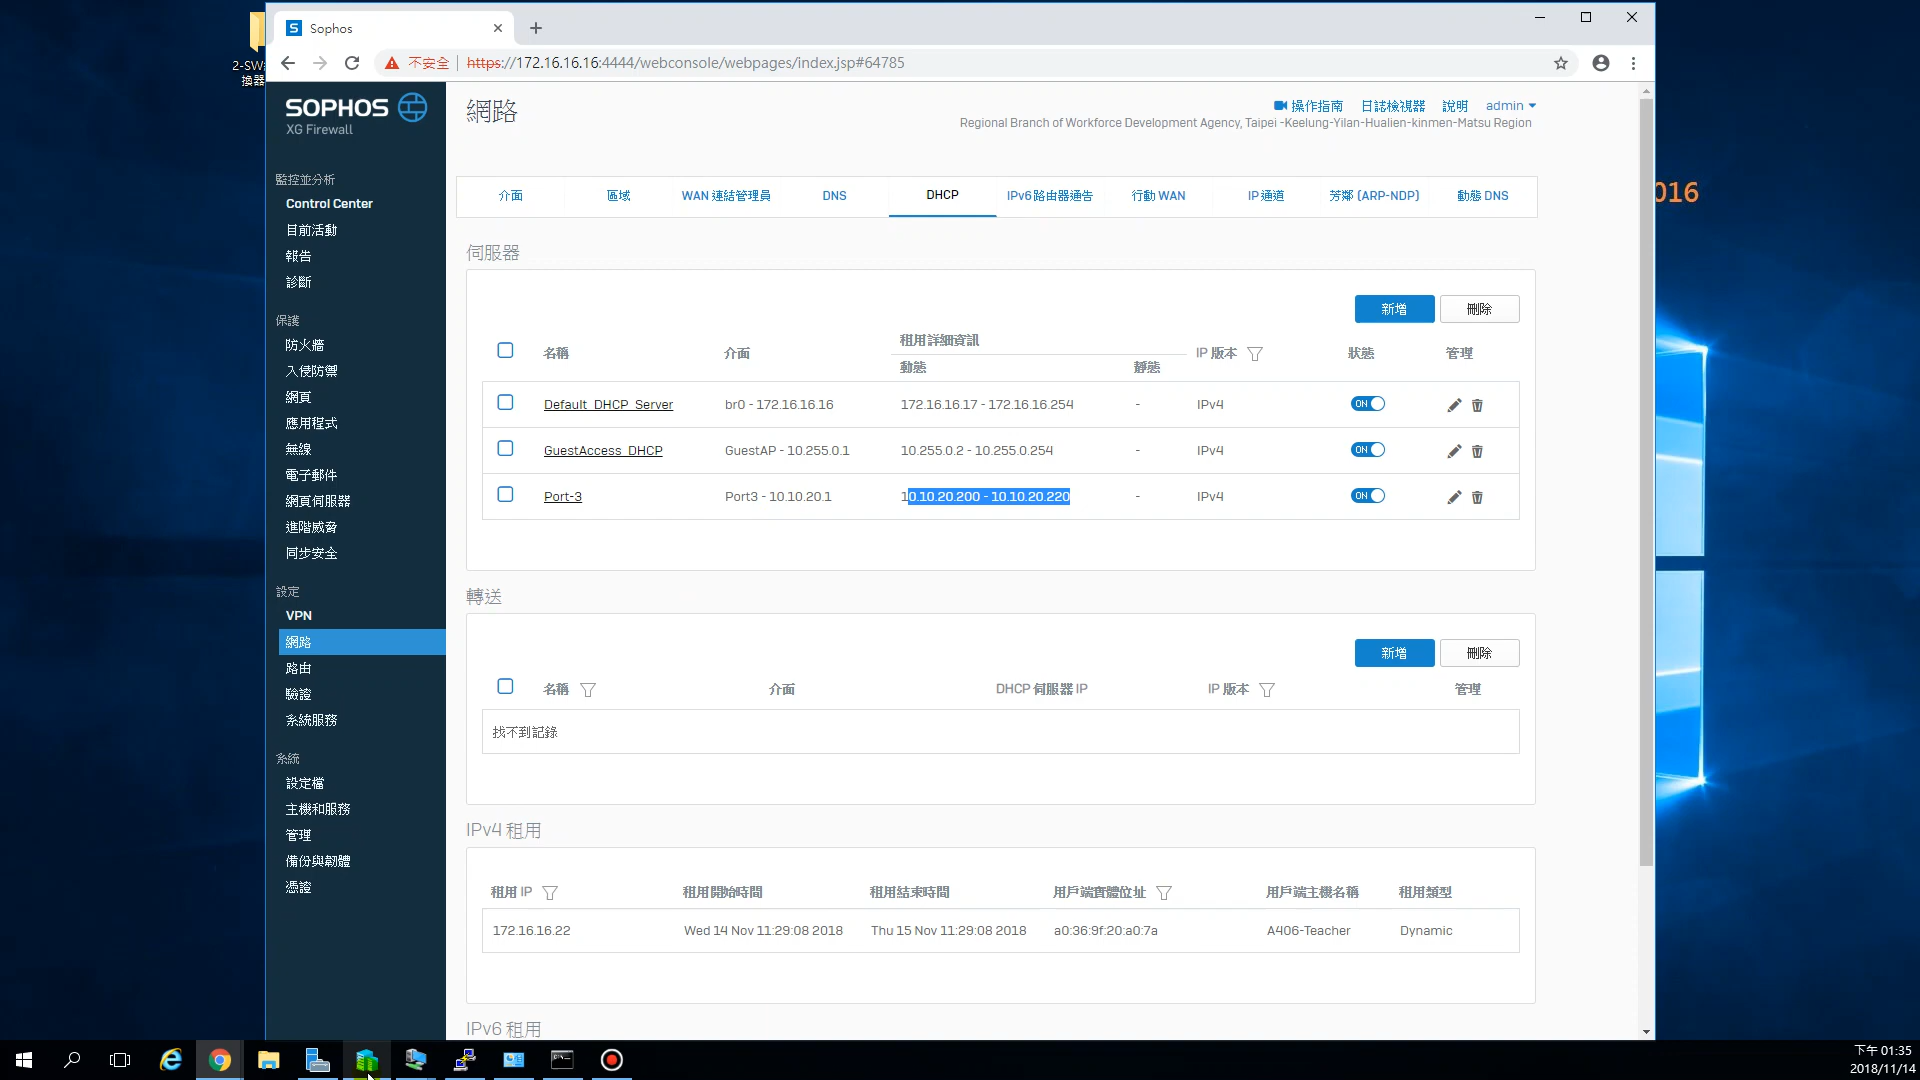 Sophos
2-SW
換器
不安全
https://172.16.16.16:4444/webconsole/webpages/index.jsp#64785
SOPHOS
XG Firewall
網路
操作指南 日誌檢視器 說明 admin
Regional Branch of Workforce Development Agency, Taipei -Keelung-Yilan-Hualien-kinmen-Matsu Region
監控並分析
Control Center
目前活動
報告
診斷
保護
防火牆
入侵防禦
網頁
應用程式
無線
電子郵件
網頁伺服器
進階威脅
同步安全
設定
VPN
網路
路由
驗證
系統服務
系統
設定檔
主機和服務
管理
備份與韌體
憑證
介面 區域 WAN 連結管理員 DNS DHCP IPv6路由器通告 行動 WAN IP通道 芳鄰 (ARP-NDP) 動態 DNS
016
伺服器
新增 刪除
名稱 介面 租用詳細資訊 IP 版本 狀態 管理
動態 靜態
Default DHCP Server br0 - 172.16.16.16 172.16.16.17 - 172.16.16.254 - IPv4 ON
GuestAccess DHCP GuestAP - 10.255.0.1 10.255.0.2 - 10.255.0.254 - IPv4 ON
Port-3 Port3 - 10.10.20.1 10.10.20.200 - 10.10.20.220 - IPv4 ON
轉送
新增 刪除
名稱 介面 DHCP 伺服器 IP IP 版本 管理
找不到記錄
IPv4 租用
租用 IP 租用開始時間 租用結束時間 用戶端實體位址 用戶端主機名稱 租用類型
172.16.16.22 Wed 14 Nov 11:29:08 2018 Thu 15 Nov 11:29:08 2018 a0:36:9f:20:a0:7a A406-Teacher Dynamic
IPv6 租用
下午 01:35
2018/11/14